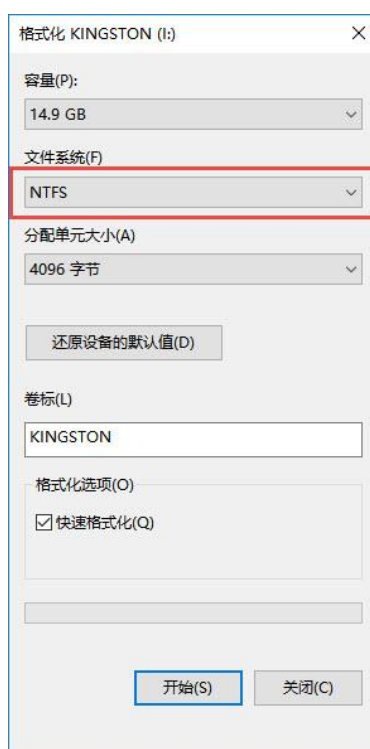 格式化 KINGSTON (I:)
容量(P):
14.9 GB
文件系统(F)
NTFS
分配单元大小(A)
4096 字节
还原设备的默认值(D)
卷标(L)
KINGSTON
格式化选项(O)
快速格式化(Q)
开始(S) 关闭(C)